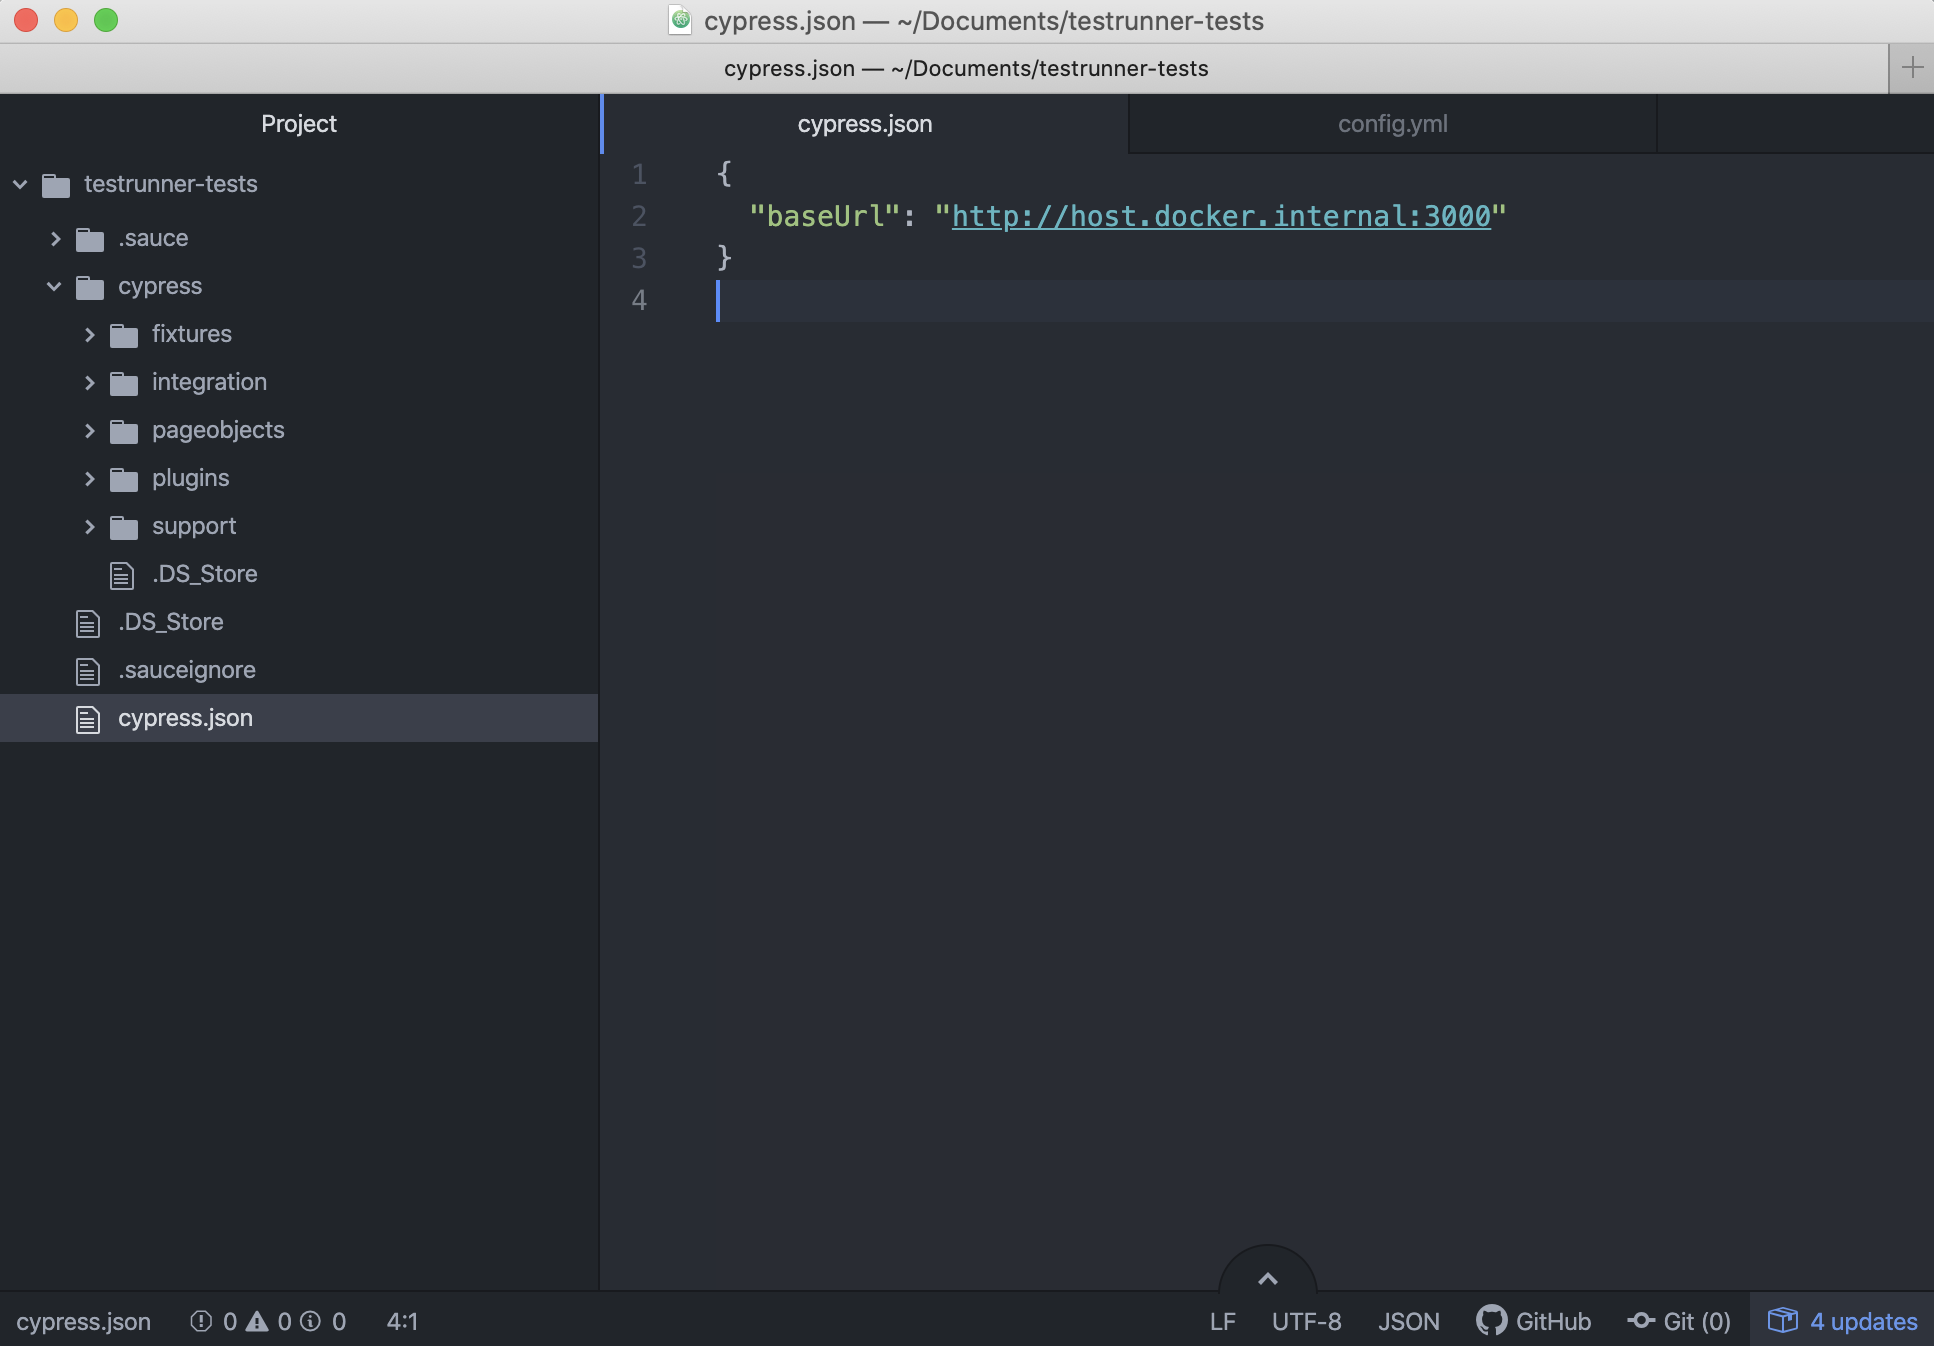 cypress.json — ~/Documents/testrunner-tests
cypress.json — ~/Documents/testrunner-tests
Project
testrunner-tests
.sauce
cypress
fixtures
integration
pageobjects
plugins
support
.DS_Store
.DS_Store
.sauceignore
cypress.json
cypress.json
config.yml
1 {
2 "baseUrl": "http://host.docker.internal:3000"
3 }
4
cypress.json 0 0 0 4:1 LF UTF-8 JSON GitHub Git (0) 4 updates